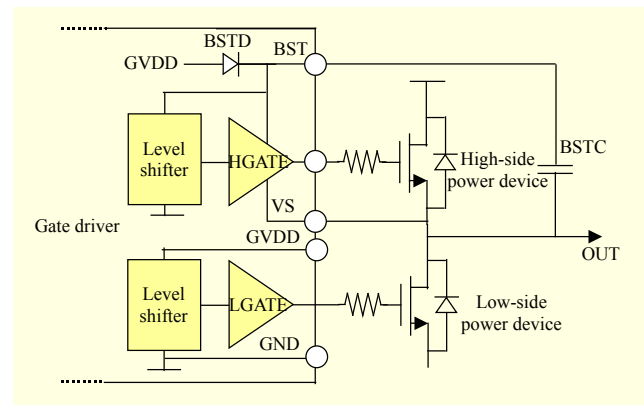 BSTD
BST
GVDD
Level
shifter
HGATE
High-side
power device
BSTC
VS
Gate driver
GVDD
OUT
Level
shifter
LGATE
Low-side
power device
GND